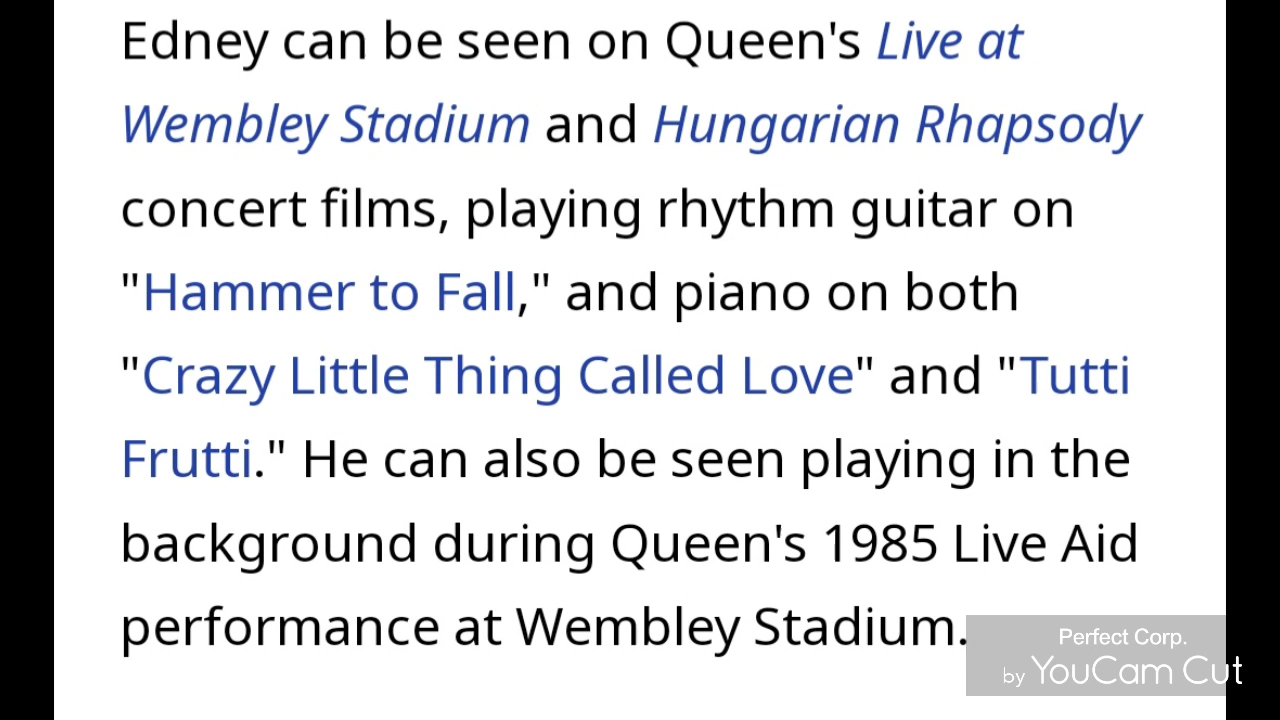 Edney can be seen on Queen's Live at
Wembley Stadium and Hungarian Rhapsody
concert films, playing rhythm guitar on
"Hammer to Fall," and piano on both
"Crazy Little Thing Called Love" and "Tutti
Frutti." He can also be seen playing in the
background during Queen's 1985 Live Aid
performance at Wembley Stadium.
Perfect Corp.
by YouCam Cut